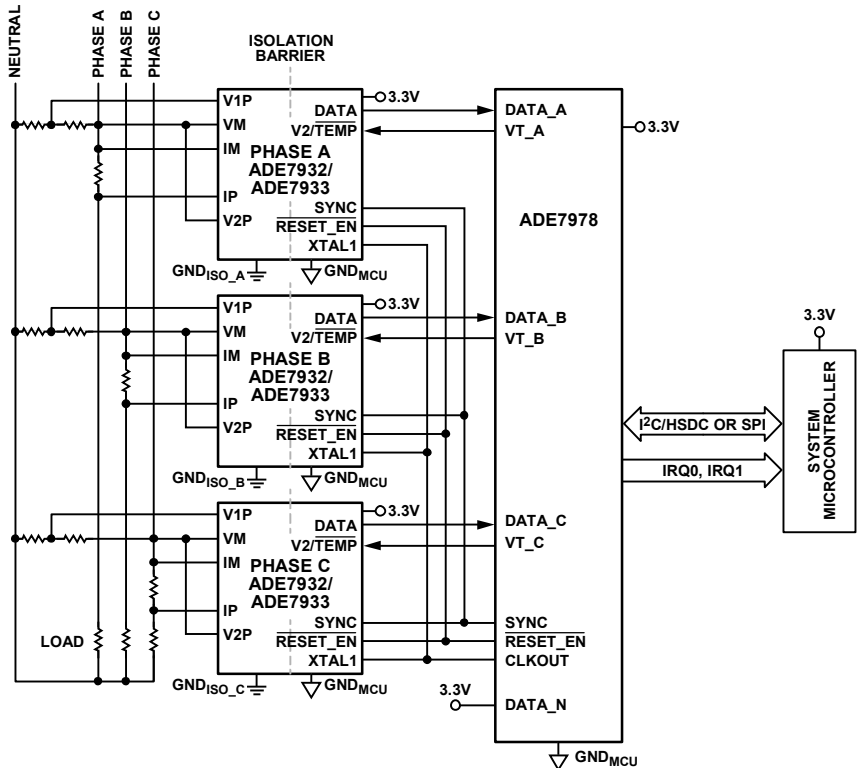 NEUTRAL
PHASE A
PHASE B
PHASE C
ISOLATION
BARRIER
V1P
VM
IM
IP
V2P
PHASE A
ADE7932/
ADE7933
3.3V
DATA
V2/TEMP
SYNC
RESET_EN
XTAL1
GNDISO_A
GNDMCU
V1P
VM
IM
IP
V2P
PHASE B
ADE7932/
ADE7933
3.3V
DATA
V2/TEMP
SYNC
RESET_EN
XTAL1
GNDISO_B
GNDMCU
V1P
VM
IM
IP
V2P
PHASE C
ADE7932/
ADE7933
3.3V
DATA
V2/TEMP
SYNC
RESET_EN
XTAL1
GNDISO_C
GNDMCU
LOAD
DATA_A
VT_A
3.3V
ADE7978
DATA_B
VT_B
DATA_C
VT_C
SYNC
RESET_EN
CLKOUT
3.3V
DATA_N
GNDMCU
I2C/HSDC OR SPI
IRQ0, IRQ1
3.3V
SYSTEM
MICROCONTROLLER